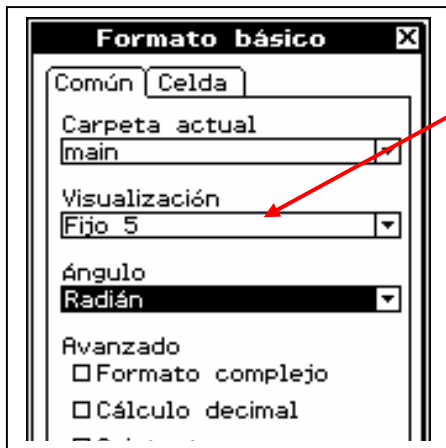 Formato básico
Común Celda
Carpeta actual
main
Visualización
Fijo 5
Ángulo
Radián
Avanzado
Formato complejo
Cálculo decimal